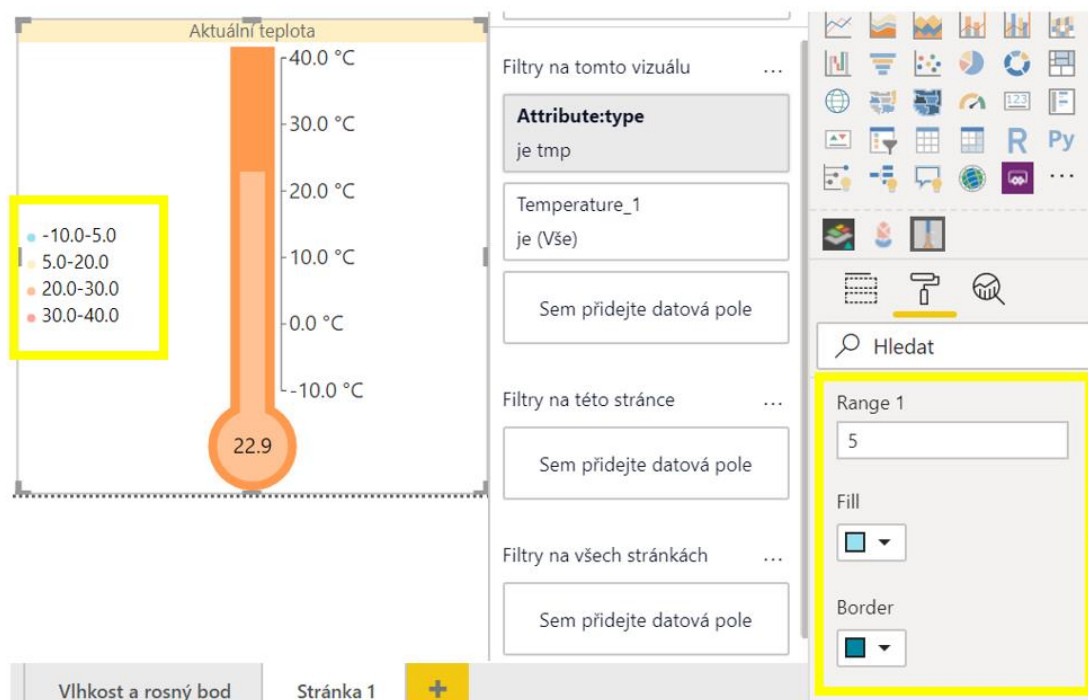 Aktuální teplota
40.0 °C
30.0 °C
20.0 °C
10.0 °C
0.0 °C
-10.0 °C
22.9
-10.0-5.0
5.0-20.0
20.0-30.0
30.0-40.0
Filtry na tomto vizuálu ...
Attribute:type
je tmp
Temperature_1
je (Vše)
Sem přidejte datová pole
Filtry na této stránce ...
Sem přidejte datová pole
Filtry na všech stránkách ...
Sem přidejte datová pole
123
R Py
...
Hledat
Range 1
5
Fill
Border
Vlhkost a rosný bod
Stránka 1
+